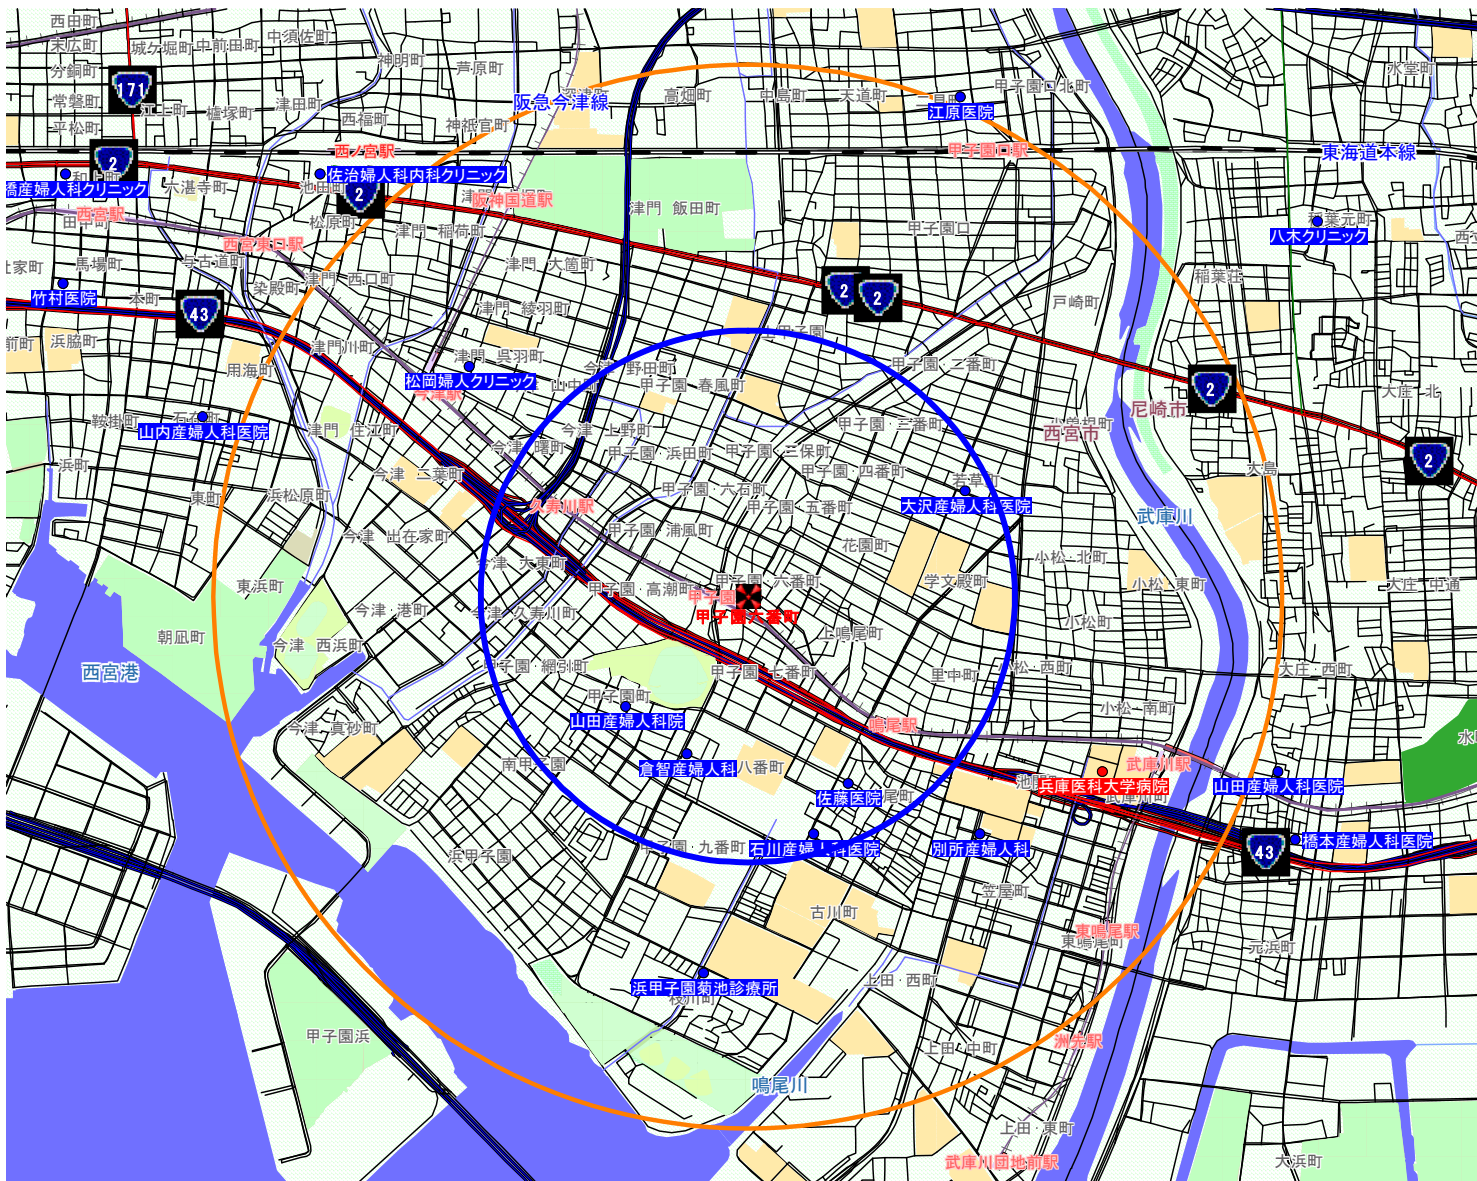 西田町
末広町
城ケ堀町
中前田町
中須佐町
神明町
芦原町
分銅町
171
常磐町
江上町
櫨塚町
津田町
西福町
神祇官町
平松町
阪急今津線
高畑町
中島町
天道町
甲子園口北町
江原医院
水堂町
2
西ノ宮駅
甲子園口駅
東海道本線
佐治婦人科内科クリニック
橋産婦人科クリニック
六湛寺町
池田町
2
阪神国道駅
西宮駅
田中町
松原町
津門 稲荷町
津門 飯田町
甲子園口
稲葉元町
八木クリニック
西宮東口駅
与古道町
馬場町
津門 大箇町
津門 西口町
染殿町
竹村医院
本町
稲葉荘
戸崎町
2
2
43
津門 綾羽町
浜脇町
前町
津門川町
用海町
津門 呉羽町
松岡婦人クリニック
今津駅
今津 野田町
甲子園・春風町
甲子園・二番町
2
大庄 北
尼崎市
西宮市
鞍掛町
石在町
山内産婦人科医院
津門 住江町
今津 上野町
今津 曙町
甲子園・浜田町
甲子園・三保町
甲子園・三番町
甲子園・四番町
2
浜町
今津 二葉町
大島
東町
浜松原町
甲子園・六石町
甲子園・五番町
若草町
大沢産婦人科医院
久寿川駅
武庫川
今津 出在家町
甲子園・浦風町
花園町
今津 大東町
小松・北町
東浜町
甲子園・高潮町
甲子園・六番町
学文殿町
小松・東町
大庄・中通
甲子園
甲子園六番町
今津・港町
今津・久寿川町
小松町
朝凪町
今津 西浜町
上鳴尾町
西宮港
甲子園・網引町
甲子園・七番町
里中町
小松・西町
大庄・西町
甲子園町
山田産婦人科院
小松・南町
今津 真砂町
鳴尾駅
南甲子園
倉智産婦人科
八番町
武庫川駅
兵庫医科大学病院
山田産婦人科医院
佐藤医院
尾町
43
橋本産婦人科医院
浜甲子園
甲子園・九番町
石川産婦人科医院
別所産婦人科
笠屋町
古川町
東鳴尾駅
東鳴尾町
元浜町
浜甲子園菊池診療所
枝川町
上田・西町
甲子園浜
上田・中町
洲先駅
鳴尾川
上田・東町
武庫川団地前駅
大浜町